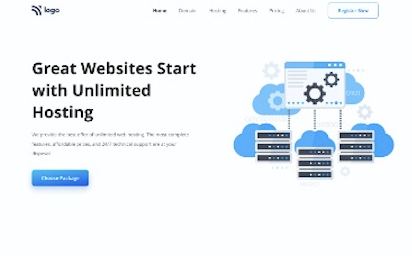 logo
Home Domain Hosting Features Pricing About Us Register Now
Great Websites Start
with Unlimited
Hosting
We provide the best offer of unlimited web hosting. The most complete
features, affordable prices, and 24/7 technical support are at your
disposal.
Choose Package